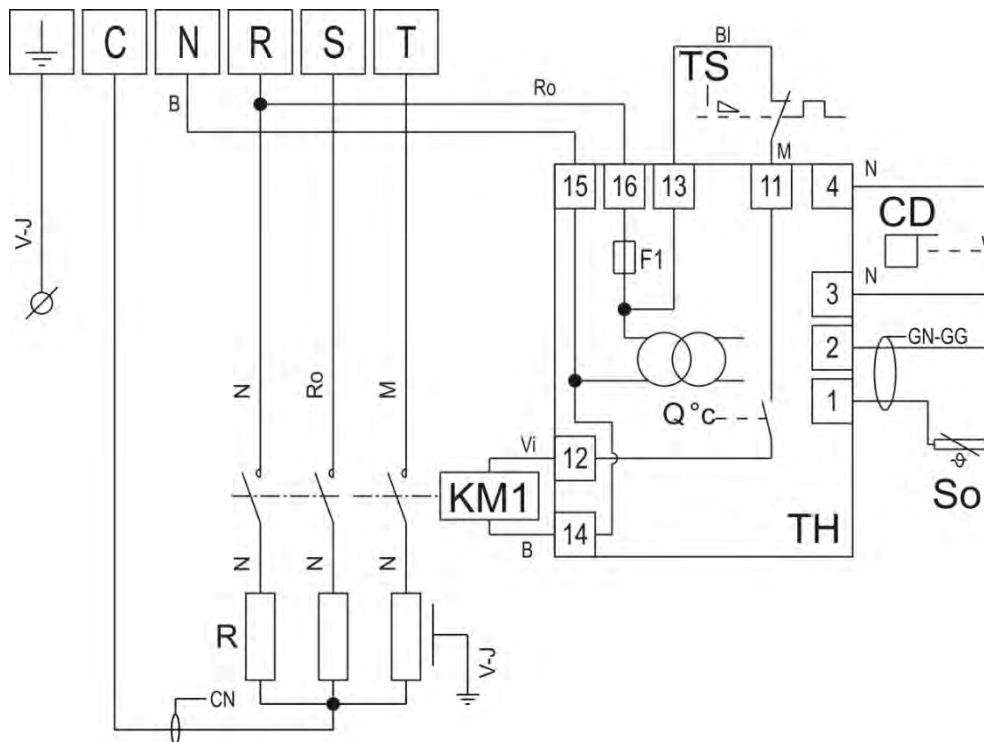 C N R S T
B
Ro
Bl
TS
M
15 16 13 11 4
N
CD
V-J
F1
3
N
2
GN-GG
1
N Ro M
Q°c
Vi
12
KM1
So
14
TH
B
N N N
R
V-J
CN